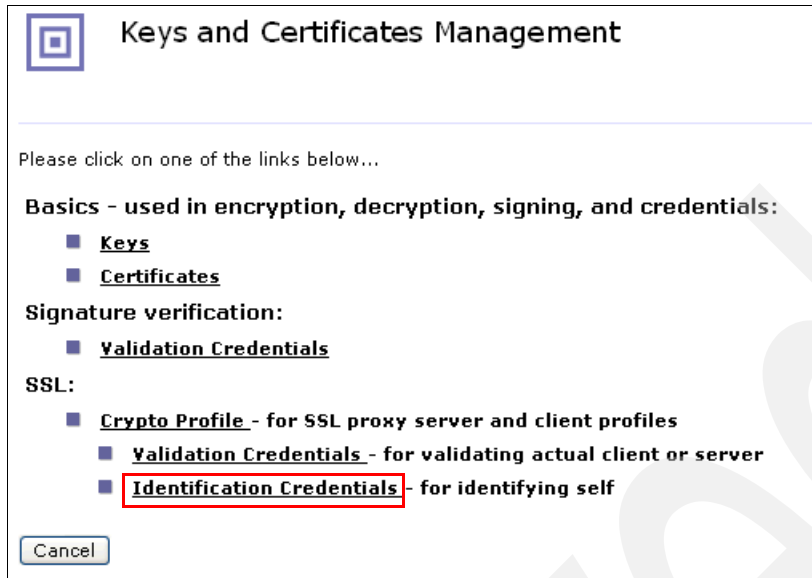 Keys and Certificates Management
Please click on one of the links below...
Basics - used in encryption, decryption, signing, and credentials:
Keys
Certificates
Signature verification:
Validation Credentials
SSL:
Crypto Profile - for SSL proxy server and client profiles
Validation Credentials - for validating actual client or server
Identification Credentials - for identifying self
Cancel